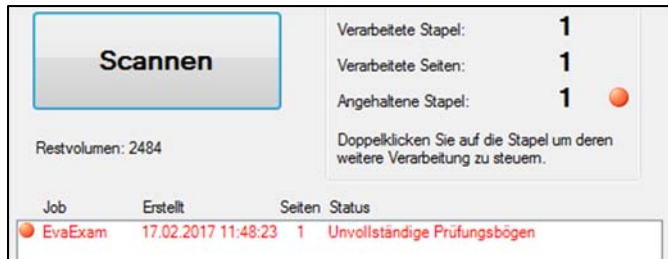 Scannen
Restvolumen: 2484
Verarbeitete Stapel: 1
Verarbeitete Seiten: 1
Angehaltene Stapel: 1
Doppelklicken Sie auf die Stapel um deren
weitere Verarbeitung zu steuern.
Job Erstellt Seiten Status
EvaExam 17.02.2017 11:48:23 1 Unvollständige Prüfungsbögen